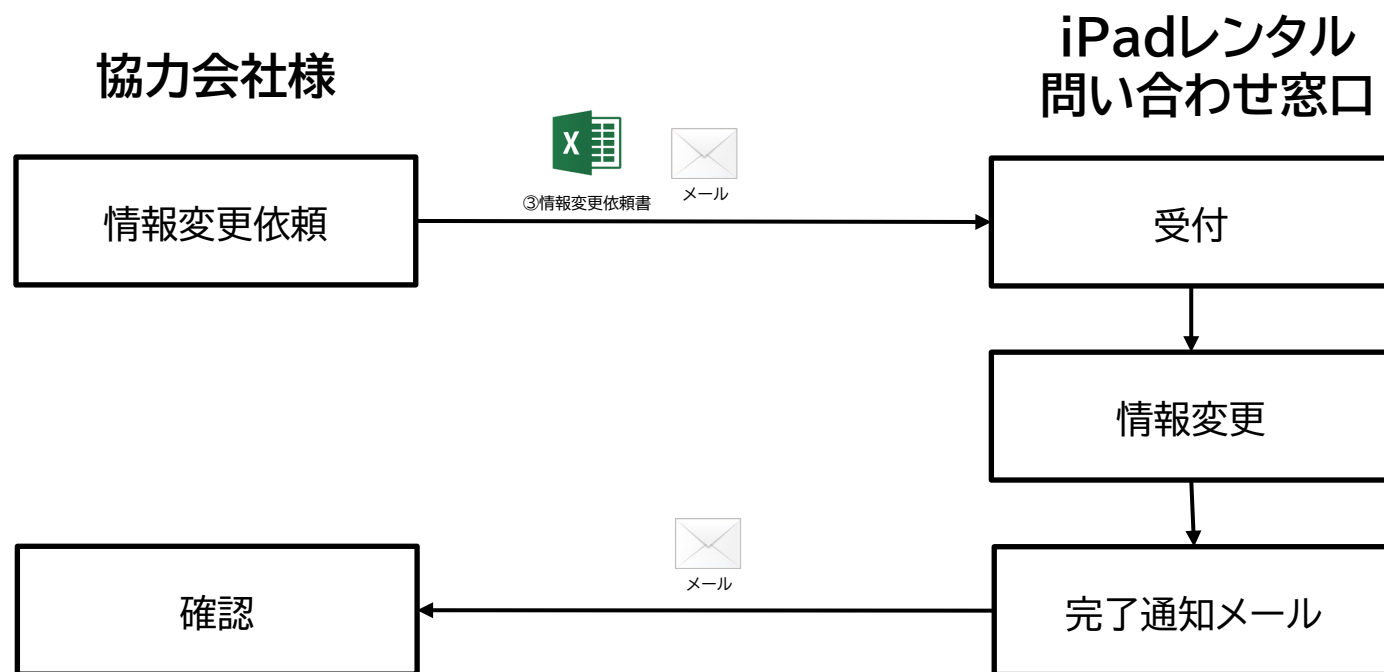 協力会社様
iPadレンタル
問い合わせ窓口
X
③情報変更依頼書
メール
情報変更依頼
受付
情報変更
メール
確認
完了通知メール